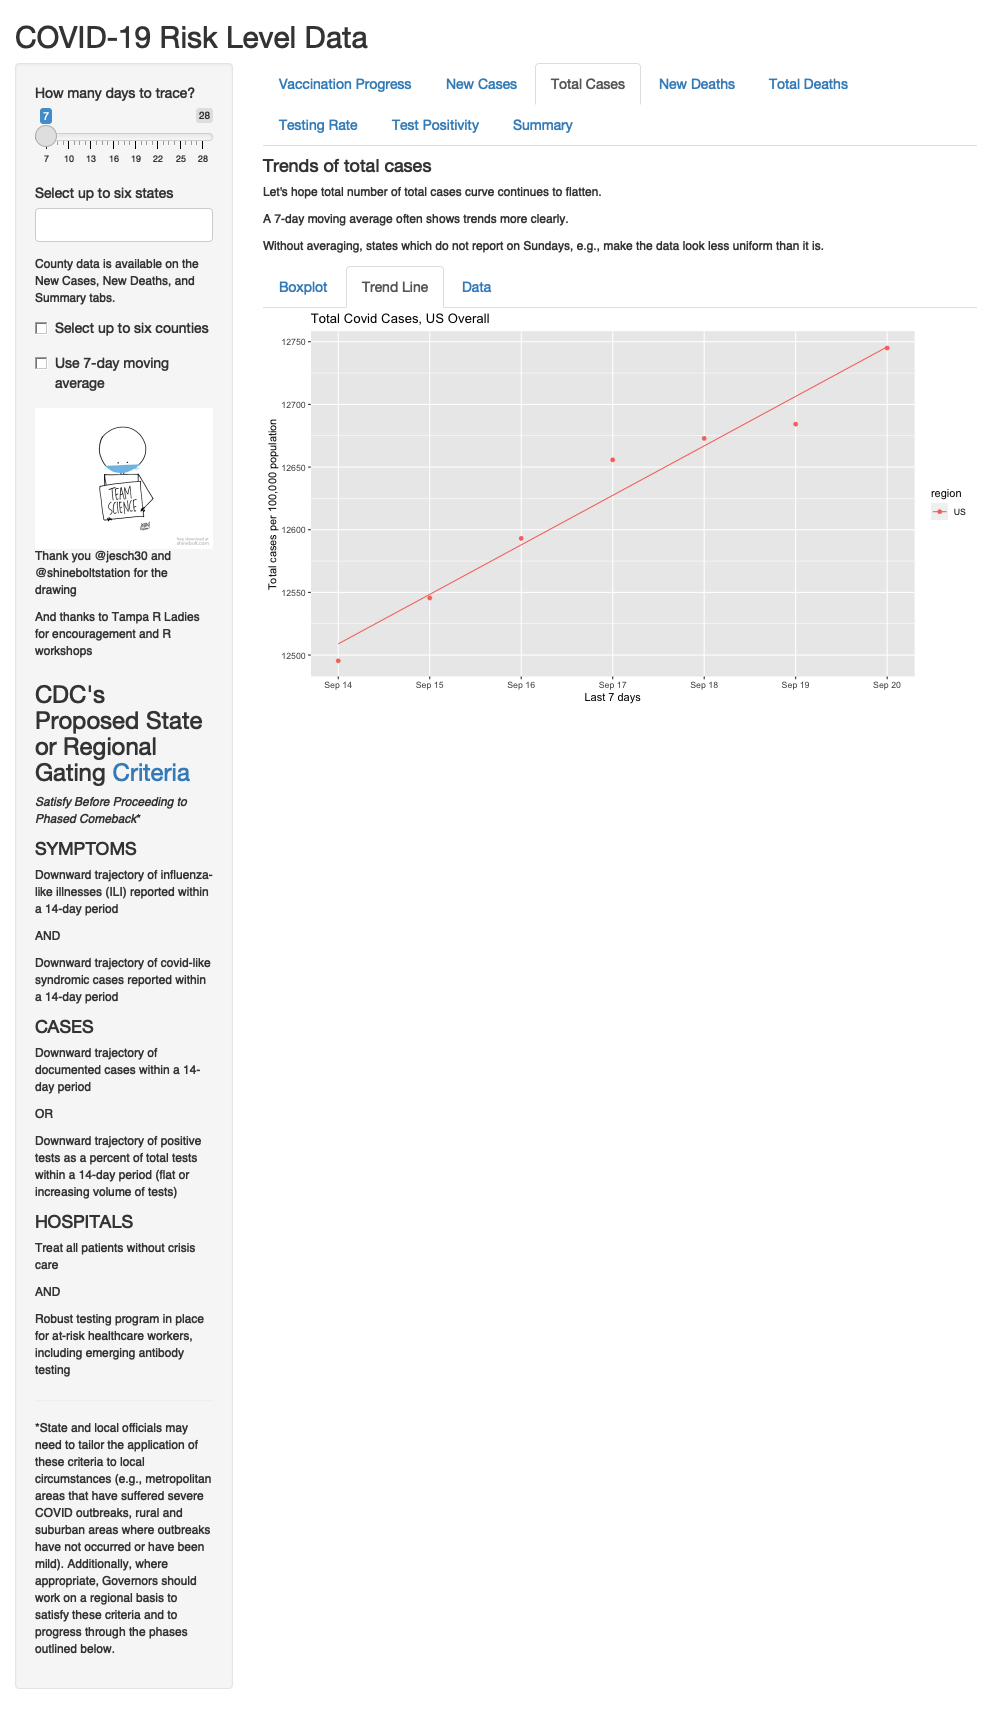 COVID-19 Risk Level Data
How many days to trace?
7
28
7 10 13 16 19 22 25 28
Select up to six states
County data is available on the
New Cases, New Deaths, and
Summary tabs.
Select up to six counties
Use 7-day moving
average
TEAM
SCIENCE
free download at
shinebolt.com
Thank you @jesch30 and
@shineboltstation for the
drawing
And thanks to Tampa R Ladies
for encouragement and R
workshops
CDC's
Proposed State
or Regional
Gating Criteria
Satisfy Before Proceeding to
Phased Comeback*
SYMPTOMS
Downward trajectory of influenza-
like illnesses (ILI) reported within
a 14-day period
AND
Downward trajectory of covid-like
syndromic cases reported within
a 14-day period
CASES
Downward trajectory of
documented cases within a 14-
day period
OR
Downward trajectory of positive
tests as a percent of total tests
within a 14-day period (flat or
increasing volume of tests)
HOSPITALS
Treat all patients without crisis
care
AND
Robust testing program in place
for at-risk healthcare workers,
including emerging antibody
testing
*State and local officials may
need to tailor the application of
these criteria to local
circumstances (e.g., metropolitan
areas that have suffered severe
COVID outbreaks, rural and
suburban areas where outbreaks
have not occurred or have been
mild). Additionally, where
appropriate, Governors should
work on a regional basis to
satisfy these criteria and to
progress through the phases
outlined below.
Vaccination Progress New Cases Total Cases New Deaths Total Deaths
Testing Rate Test Positivity Summary
Trends of total cases
Let's hope total number of total cases curve continues to flatten.
A 7-day moving average often shows trends more clearly.
Without averaging, states which do not report on Sundays, e.g., make the data look less uniform than it is.
Boxplot Trend Line Data
Total Covid Cases, US Overall
Total cases per 100,000 population
12750
12700
12650
12600
12550
12500
Sep 14 Sep 15 Sep 16 Sep 17 Sep 18 Sep 19 Sep 20
Last 7 days
region
US